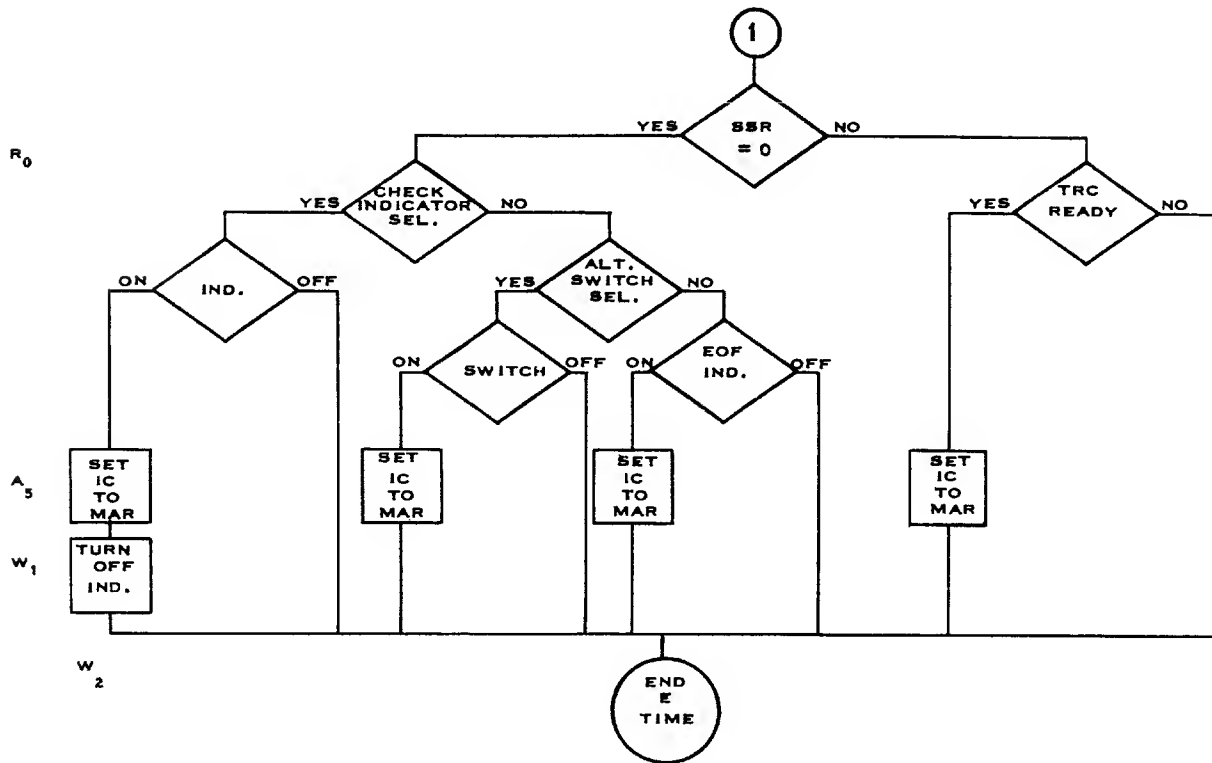 1
SSR
= 0
YES
NO
R0
CHECK
INDICATOR
SEL.
YES
NO
TRC
READY
YES
NO
IND.
ON
OFF
ALT.
SWITCH
SEL.
YES
NO
SWITCH
ON
OFF
EOF
IND.
ON
OFF
A5
SET
IC
TO
MAR
SET
IC
TO
MAR
SET
IC
TO
MAR
SET
IC
TO
MAR
W1
TURN
OFF
IND.
W2
END
E
TIME